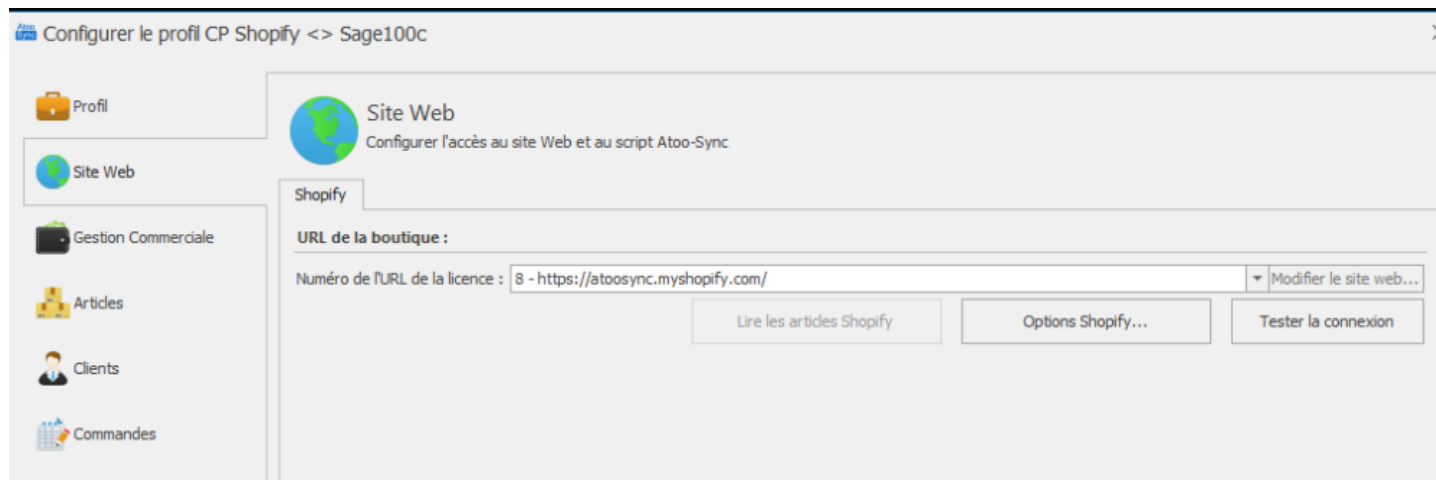 Atoo Sync
Configurer le profil CP Shopify <> Sage100c
Profil
Site Web
Gestion Commerciale
Articles
Clients
Commandes
Site Web
Configurer l'accès au site Web et au script Atoo-Sync
Shopify
URL de la boutique :
Numéro de l'URL de la licence : 8 - https://atoosync.myshopify.com/ Modifier le site web...
Lire les articles Shopify Options Shopify... Tester la connexion